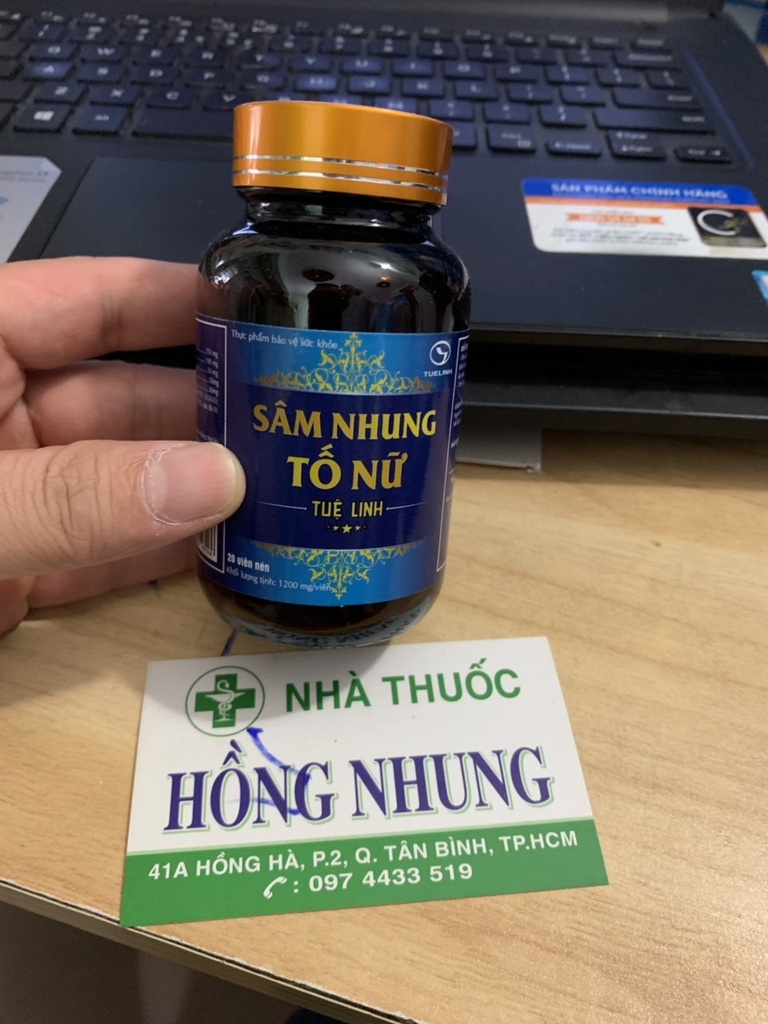 Thực phẩm bảo vệ sức khỏe
TUELINH
SÂM NHUNG
TỐ NỮ
TUỆ LINH
20 viên nén
Khối lượng tịnh: 1200 mg/viên
SẢN PHẨM CHÍNH HÃNG
NHÀ THUỐC
HỒNG NHUNG
41A HỒNG HÀ, P.2, Q. TÂN BÌNH, TP.HCM
: 097 4433 519